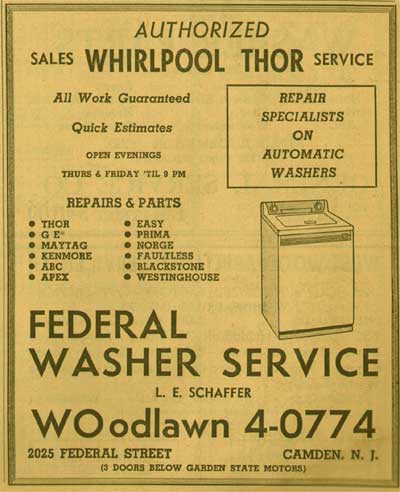 AUTHORIZED
SALES WHIRLPOOL THOR SERVICE
All Work Guaranteed
Quick Estimates
OPEN EVENINGS
THURS & FRIDAY 'TIL 9 PM
REPAIR
SPECIALISTS
ON
AUTOMATIC
WASHERS
REPAIRS & PARTS
● THOR
● G E*
● MAYTAG
● KENMORE
● ABC
● APEX
● EASY
● PRIMA
● NORGE
● FAULTLESS
● BLACKSTONE
● WESTINGHOUSE
FEDERAL
WASHER SERVICE
L. E. SCHAFFER
WOodlawn 4-0774
2025 FEDERAL STREET CAMDEN, N. J.
(3 DOORS BELOW GARDEN STATE MOTORS)